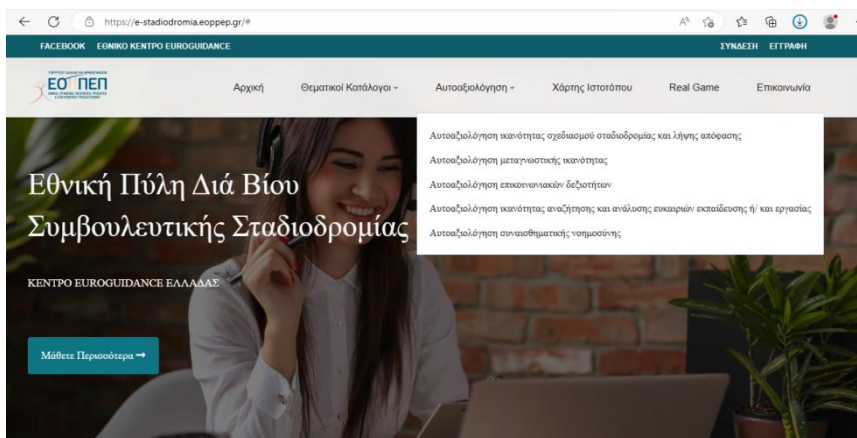 https://e-stadiodromia.eoppep.gr/#
FACEBOOK ΕΘΝΙΚΟ ΚΕΝΤΡΟ EUROGUIDANCE ΣΥΝΔΕΣΗ ΕΓΓΡΑΦΗ
ΕΟΠΠΕΠ Αρχική Θεματικοί Κατάλογοι Αυτοαξιολόγηση Χάρτης Ιστοτόπου Real Game Επικοινωνία
Αυτοαξιολόγηση ικανότητας σχεδιασμού σταδιοδρομίας και λήψης απόφασης
Αυτοαξιολόγηση μεταγνωστικής ικανότητας
Αυτοαξιολόγηση επικοινωνιακών δεξιοτήτων
Αυτοαξιολόγηση ικανότητας αναζήτησης και ανάλυσης ευκαιριών εκπαίδευσης ή/ και εργασίας
Αυτοαξιολόγηση συναισθηματικής νοημοσύνης
Εθνική Πύλη Διά Βίου
Συμβουλευτικής Σταδιοδρομίας
ΚΕΝΤΡΟ EUROGUIDANCE ΕΛΛΑΔΑΣ
Μάθετε Περισσότερα →